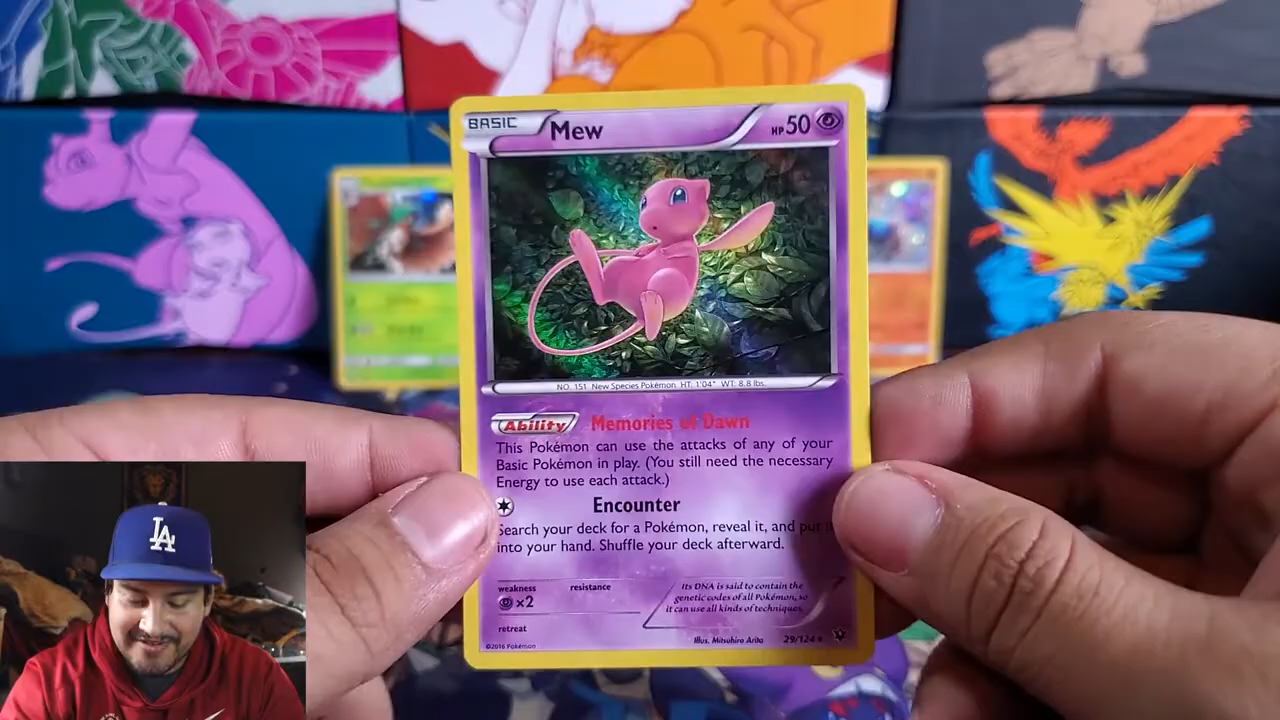 BASIC Mew HP 50
NO. 151 New Species Pokémon HT: 1'04" WT: 8.8 lbs.
Ability Memories of Dawn
This Pokémon can use the attacks of any of your
Basic Pokémon in play. (You still need the necessary
Energy to use each attack.)
Encounter
Search your deck for a Pokémon, reveal it, and put it
into your hand. Shuffle your deck afterward.
weakness resistance
×2
retreat
Its DNA is said to contain the
genetic codes of all Pokémon, so
it can use all kinds of techniques.
Illus. Mitsuhiro Arita 29/124 ★
©2016 Pokémon
LA